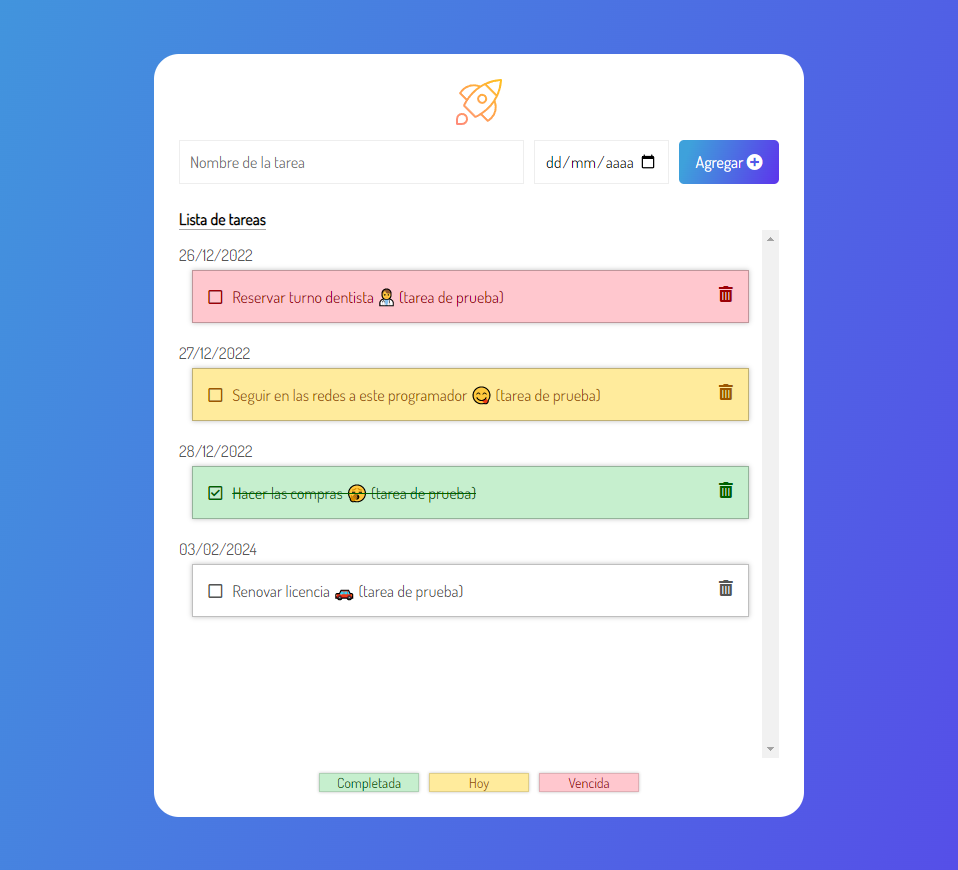 Nombre de la tarea
dd/mm/aaaa
Agregar
Lista de tareas
26/12/2022
Reservar turno dentista 👩‍⚕️ (tarea de prueba)
27/12/2022
Seguir en las redes a este programador 😋 (tarea de prueba)
28/12/2022
Hacer las compras 🥱 (tarea de prueba)
03/02/2024
Renovar licencia 🚗 (tarea de prueba)
Completada
Hoy
Vencida